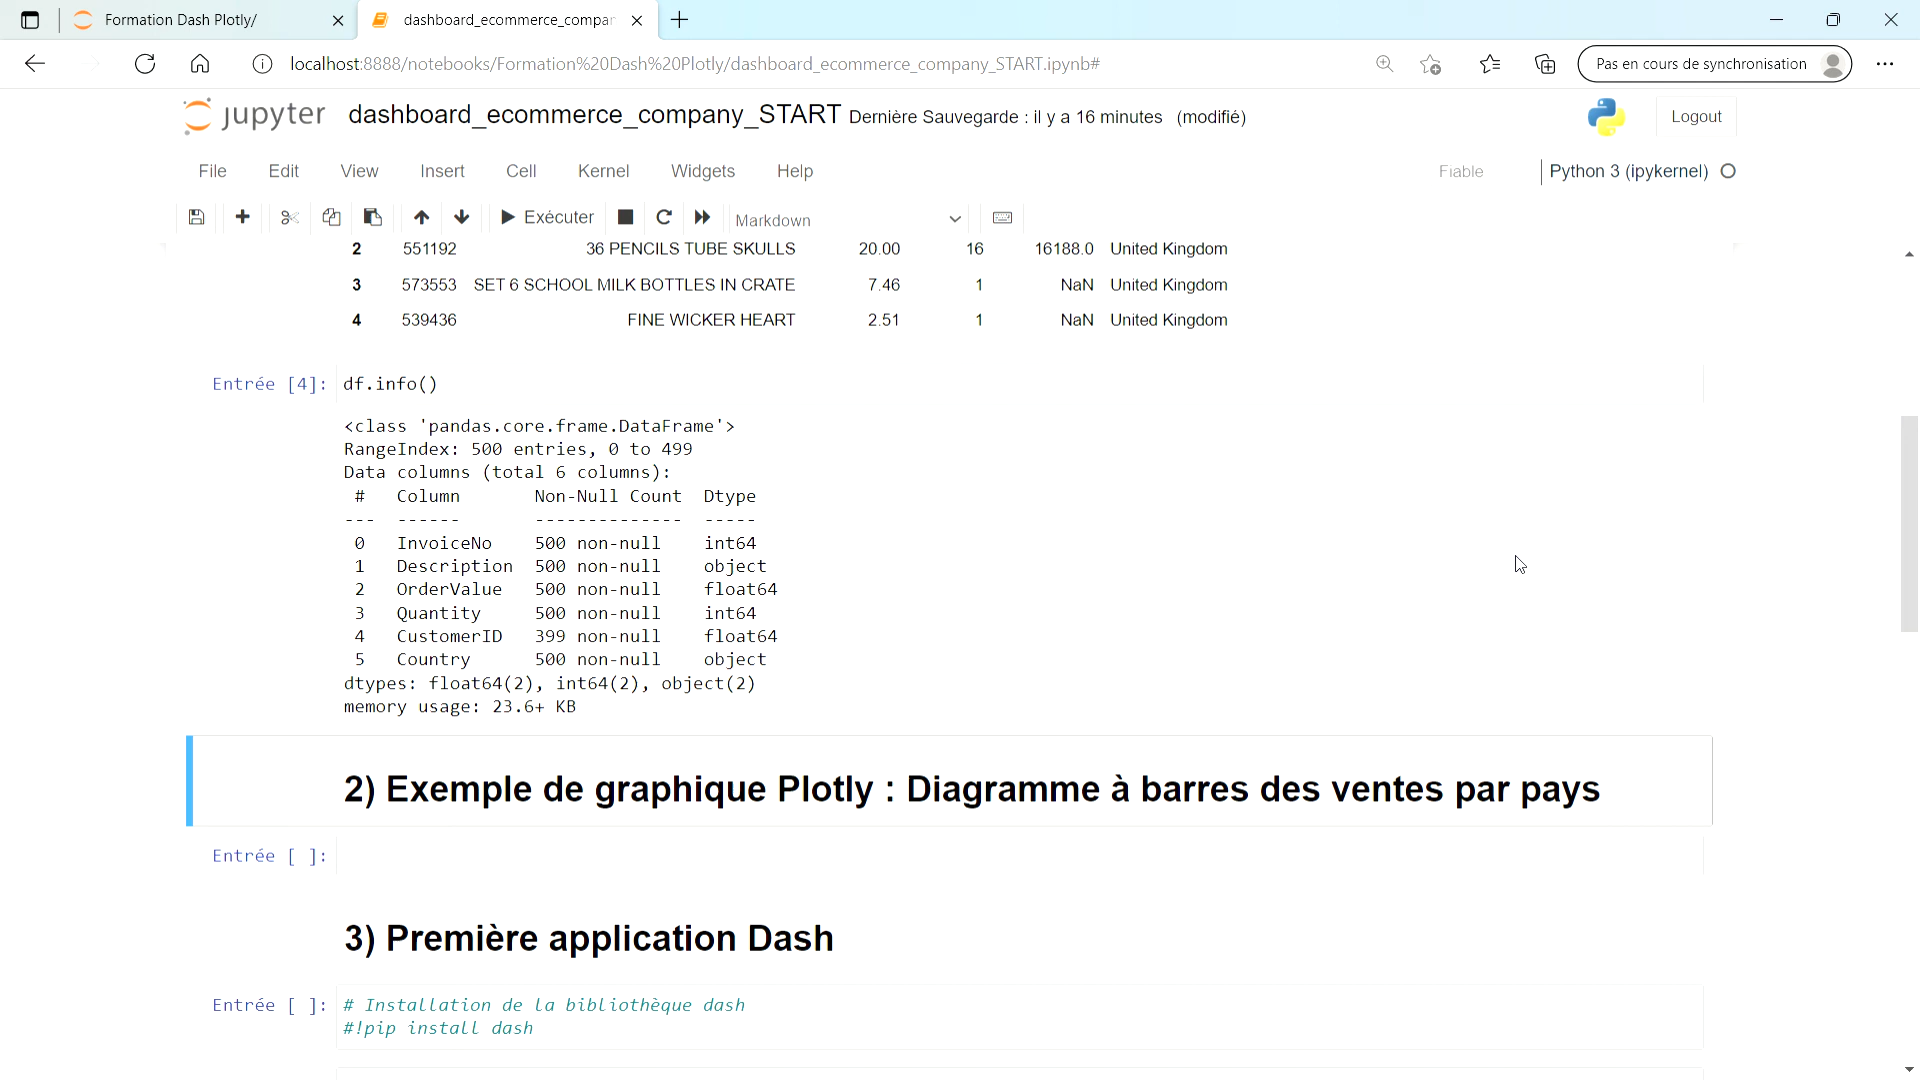 Formation Dash Plotly/
dashboard_ecommerce_compar
localhost:8888/notebooks/Formation%20Dash%20Plotly/dashboard_ecommerce_company_START.ipynb#
Pas en cours de synchronisation
jupyter dashboard_ecommerce_company_START Dernière Sauvegarde : il y a 16 minutes (modifié)
Logout
File Edit View Insert Cell Kernel Widgets Help
Fiable
Python 3 (ipykernel)
Exécuter
Markdown
2 551192 36 PENCILS TUBE SKULLS 20.00 16 16188.0 United Kingdom
3 573553 SET 6 SCHOOL MILK BOTTLES IN CRATE 7.46 1 NaN United Kingdom
4 539436 FINE WICKER HEART 2.51 1 NaN United Kingdom
Entrée [4]: df.info()
<class 'pandas.core.frame.DataFrame'>
RangeIndex: 500 entries, 0 to 499
Data columns (total 6 columns):
# Column Non-Null Count Dtype
--- ------ -------------- -----
0 InvoiceNo 500 non-null int64
1 Description 500 non-null object
2 OrderValue 500 non-null float64
3 Quantity 500 non-null int64
4 CustomerID 399 non-null float64
5 Country 500 non-null object
dtypes: float64(2), int64(2), object(2)
memory usage: 23.6+ KB
2) Exemple de graphique Plotly : Diagramme à barres des ventes par pays
Entrée [ ]:
3) Première application Dash
Entrée [ ]: # Installation de la bibliothèque dash
#!pip install dash